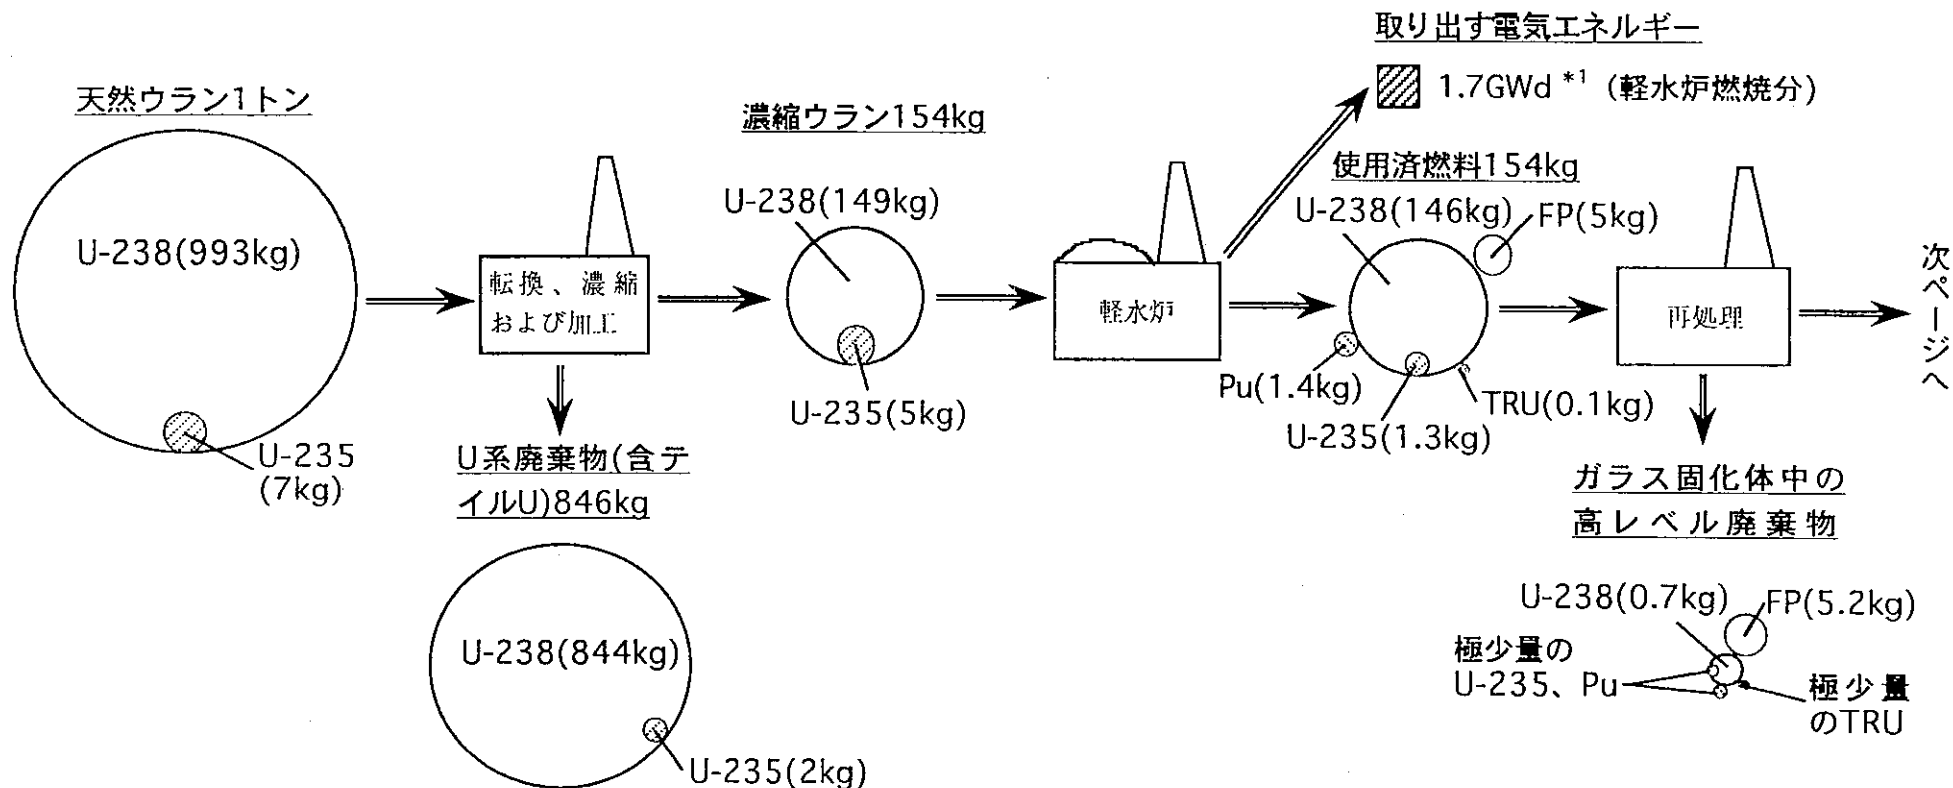 取り出す電気エネルギー
1.7GWd *1 (軽水炉燃焼分)
天然ウラン1トン
U-238(993kg)
U-235
(7kg)
転換、濃縮
および加工
U系廃棄物(含テ
イルU)846kg
U-238(844kg)
U-235(2kg)
濃縮ウラン154kg
U-238(149kg)
U-235(5kg)
軽水炉
使用済燃料154kg
U-238(146kg)
FP(5kg)
Pu(1.4kg)
U-235(1.3kg)
TRU(0.1kg)
再処理
次ページへ
ガラス固化体中の
高レベル廃棄物
U-238(0.7kg)
FP(5.2kg)
極少量の
U-235、Pu
極少量
のTRU